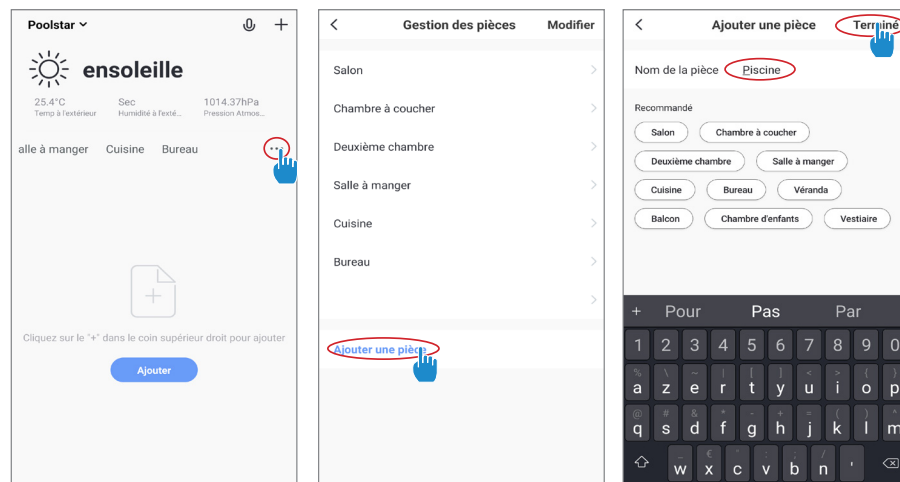 Poolstar
+
ensoleille
25.4°C Sec 1014.37hPa
Temp à l'extérieur Humidité à l'exté... Pression Atmos...
alle à manger Cuisine Bureau ...
Cliquez sur le "+" dans le coin supérieur droit pour ajouter
Ajouter
< Gestion des pièces Modifier
Salon >
Chambre à coucher >
Deuxième chambre >
Salle à manger >
Cuisine >
Bureau >
>
Ajouter une pièce
< Ajouter une pièce Terminé
Nom de la pièce Piscine
Recommandé
Salon Chambre à coucher
Deuxième chambre Salle à manger
Cuisine Bureau Véranda
Balcon Chambre d'enfants Vestiaire
+ Pour Pas Par
1 2 3 4 5 6 7 8 9 0
a z e r t y u i o p
q s d f g h j k l m
w x c v b n '